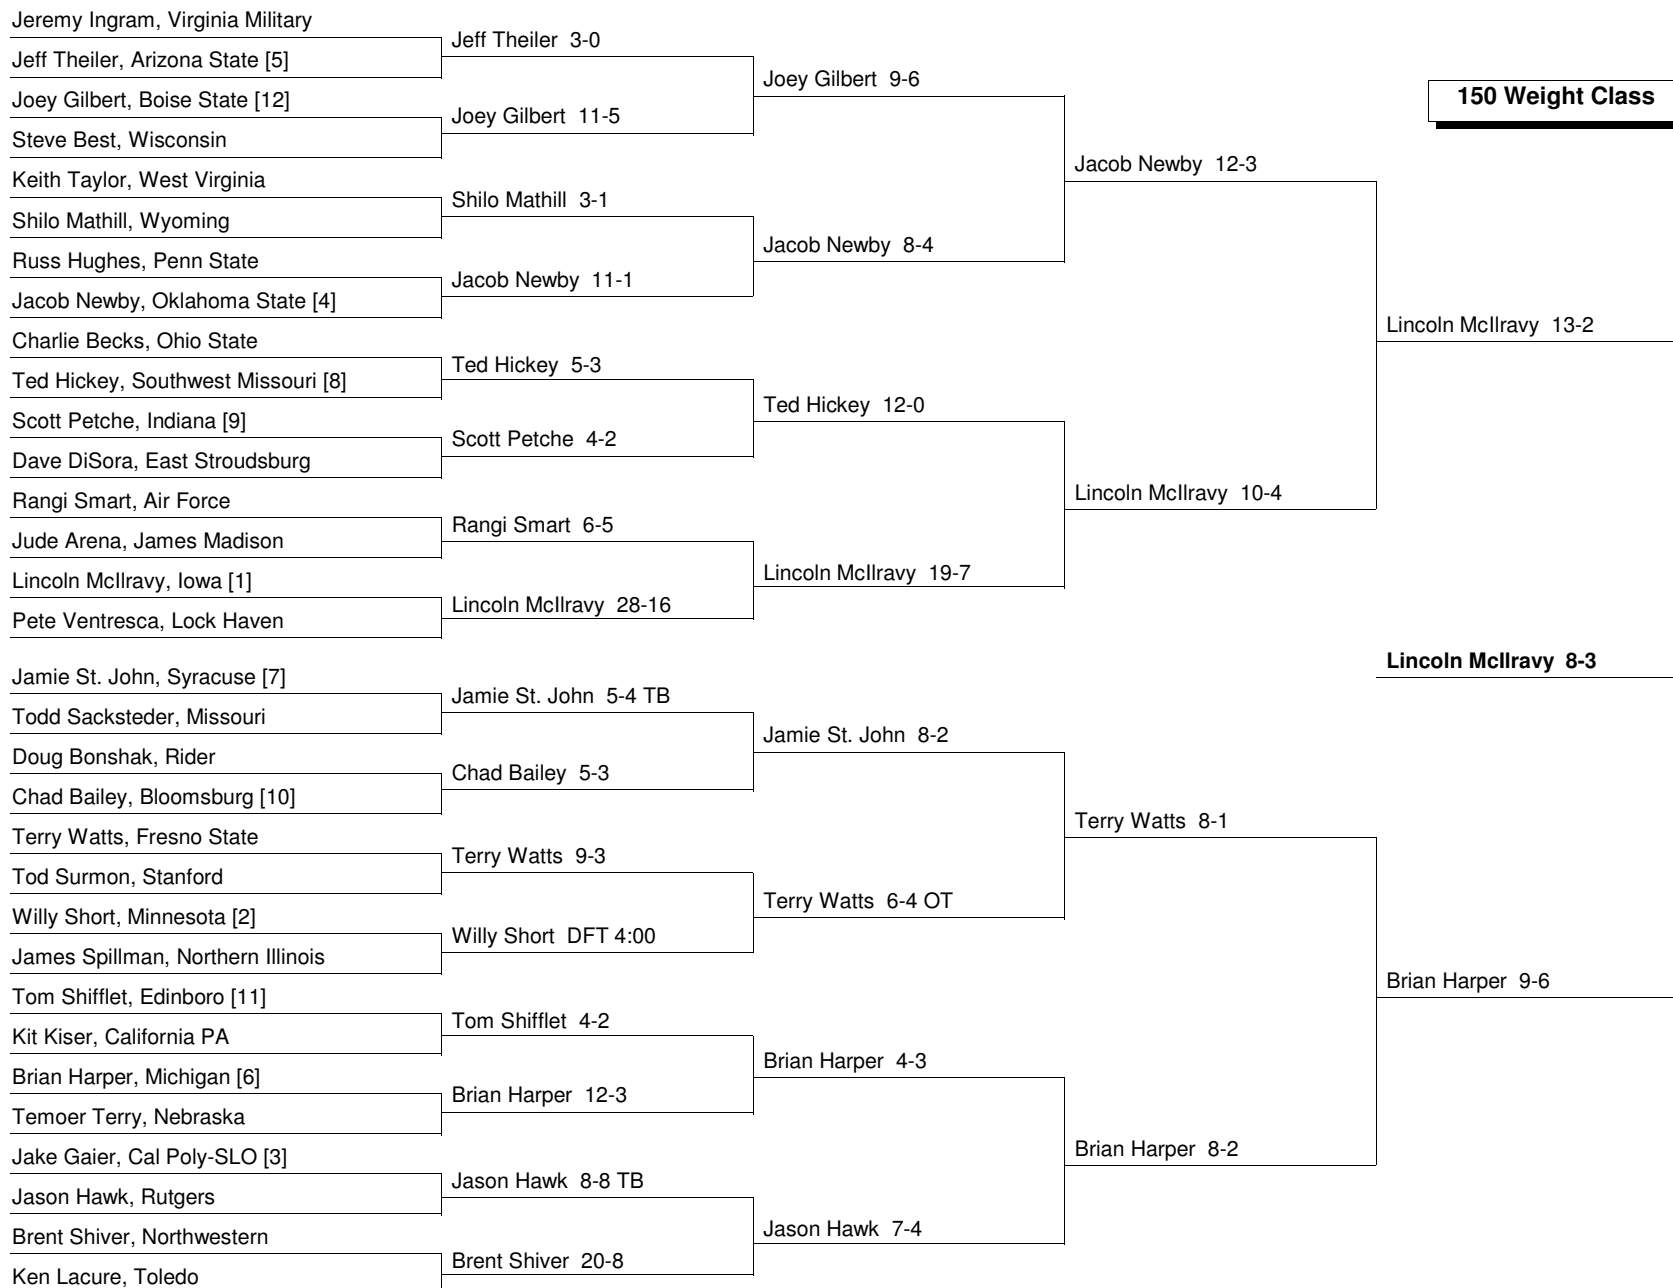 150 Weight Class
Jeremy Ingram, Virginia Military
Jeff Theiler, Arizona State [5]
Joey Gilbert, Boise State [12]
Steve Best, Wisconsin
Keith Taylor, West Virginia
Shilo Mathill, Wyoming
Russ Hughes, Penn State
Jacob Newby, Oklahoma State [4]
Charlie Becks, Ohio State
Ted Hickey, Southwest Missouri [8]
Scott Petche, Indiana [9]
Dave DiSora, East Stroudsburg
Rangi Smart, Air Force
Jude Arena, James Madison
Lincoln McIlravy, Iowa [1]
Pete Ventresca, Lock Haven
Jamie St. John, Syracuse [7]
Todd Sacksteder, Missouri
Doug Bonshak, Rider
Chad Bailey, Bloomsburg [10]
Terry Watts, Fresno State
Tod Surmon, Stanford
Willy Short, Minnesota [2]
James Spillman, Northern Illinois
Tom Shifflet, Edinboro [11]
Kit Kiser, California PA
Brian Harper, Michigan [6]
Temoer Terry, Nebraska
Jake Gaier, Cal Poly-SLO [3]
Jason Hawk, Rutgers
Brent Shiver, Northwestern
Ken Lacure, Toledo
Jeff Theiler 3-0
Joey Gilbert 11-5
Shilo Mathill 3-1
Jacob Newby 11-1
Ted Hickey 5-3
Scott Petche 4-2
Rangi Smart 6-5
Lincoln McIlravy 28-16
Jamie St. John 5-4 TB
Chad Bailey 5-3
Terry Watts 9-3
Willy Short DFT 4:00
Tom Shifflet 4-2
Brian Harper 12-3
Jason Hawk 8-8 TB
Brent Shiver 20-8
Joey Gilbert 9-6
Jacob Newby 8-4
Ted Hickey 12-0
Lincoln McIlravy 19-7
Jamie St. John 8-2
Terry Watts 6-4 OT
Brian Harper 4-3
Jason Hawk 7-4
Jacob Newby 12-3
Lincoln McIlravy 10-4
Terry Watts 8-1
Brian Harper 8-2
Lincoln McIlravy 13-2
Lincoln McIlravy 8-3
Brian Harper 9-6